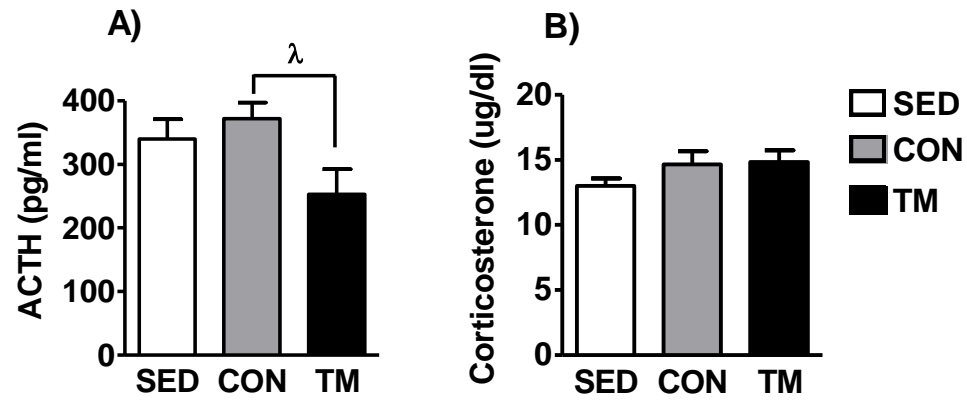 A)
λ
ACTH (pg/ml)
400
300
200
100
0
SED CON TM
B)
Corticosterone (ug/dl)
20
15
10
5
0
SED CON TM
SED
CON
TM